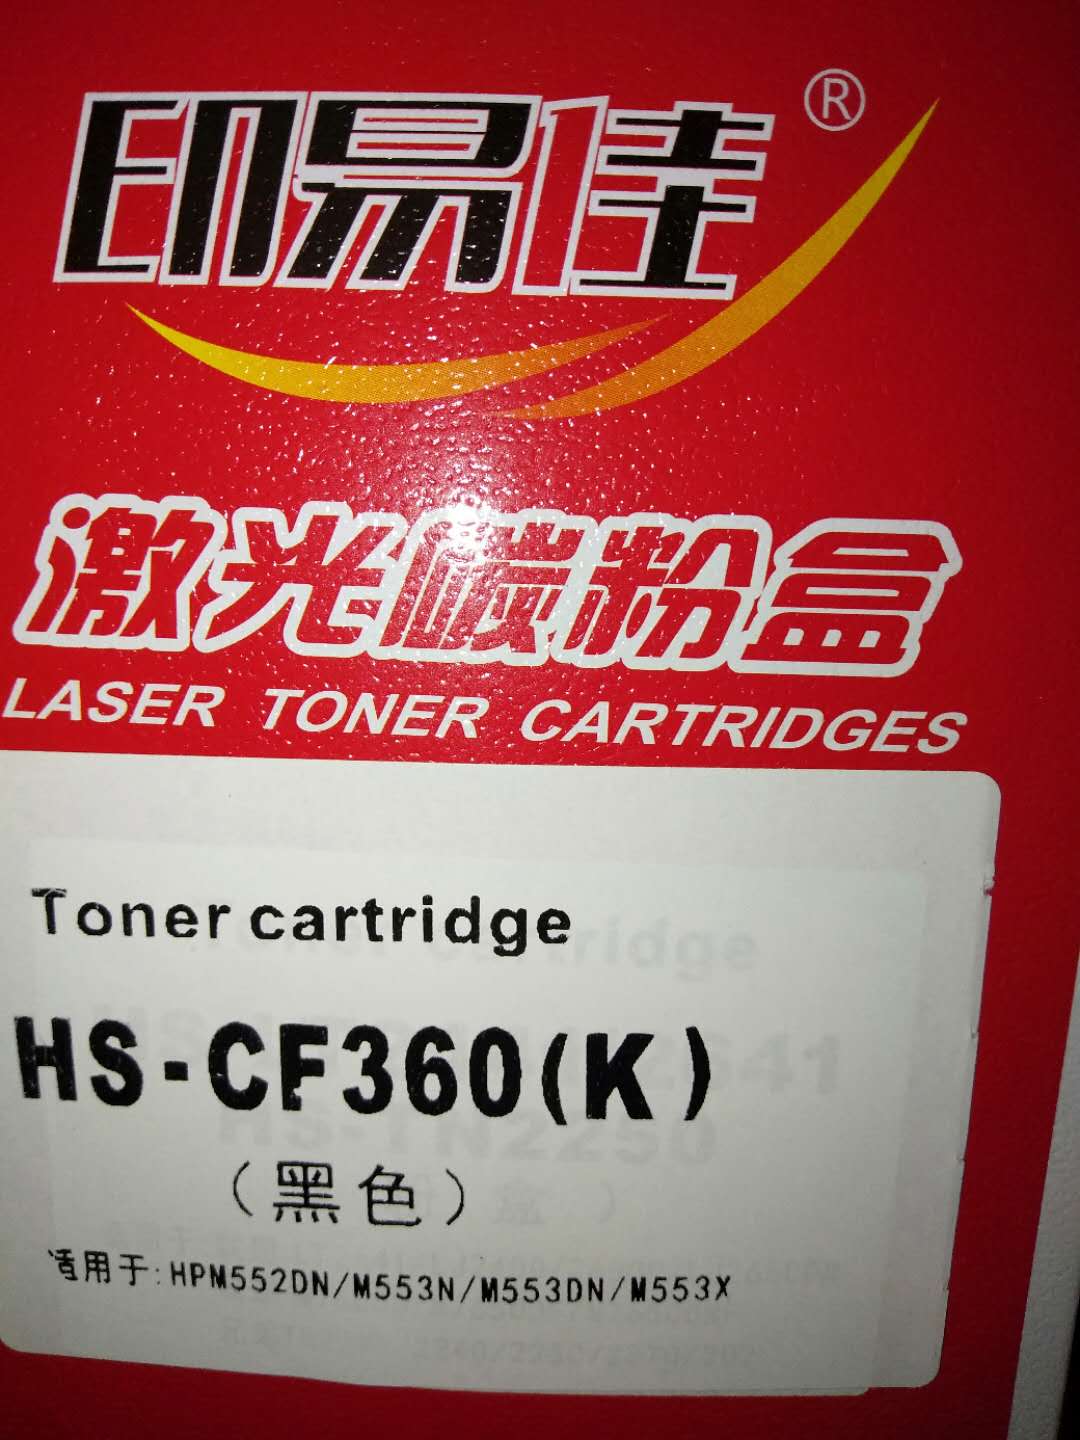 印易佳®
激光碳粉盒
LASER TONER CARTRIDGES
Toner cartridge
HS-CF360(K)
（黑色）
适用于:HPM552DN/M553N/M553DN/M553X